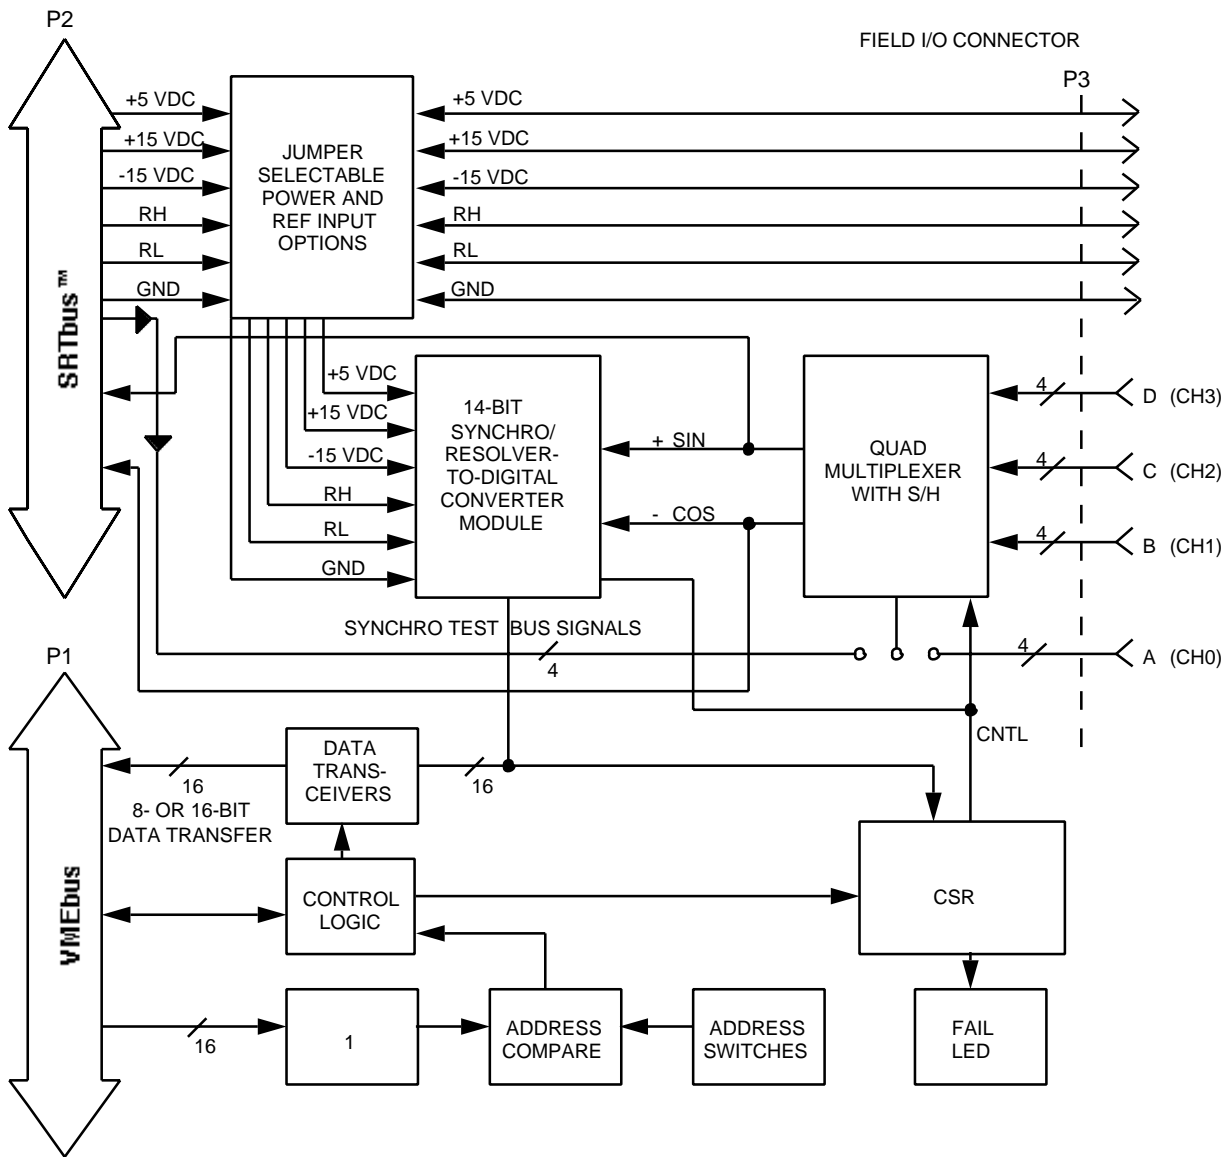 P2
FIELD I/O CONNECTOR
P3
+5 VDC
+15 VDC
-15 VDC
RH
RL
GND
JUMPER
SELECTABLE
POWER AND
REF INPUT
OPTIONS
+5 VDC
+15 VDC
-15 VDC
RH
RL
GND
SRTbus™
+5 VDC
+15 VDC
-15 VDC
RH
RL
GND
14-BIT
SYNCHRO/
RESOLVER-
TO-DIGITAL
CONVERTER
MODULE
+ SIN
- COS
QUAD
MULTIPLEXER
WITH S/H
4
D (CH3)
4
C (CH2)
4
B (CH1)
SYNCHRO TEST BUS SIGNALS
4
4
A (CH0)
P1
CNTL
VMEbus
16
8- OR 16-BIT
DATA TRANSFER
DATA
TRANS-
CEIVERS
16
CONTROL
LOGIC
CSR
16
1
ADDRESS
COMPARE
ADDRESS
SWITCHES
FAIL
LED